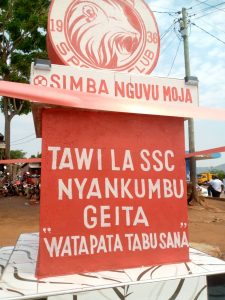 1936
SPORTS CLUB
SIMBA NGUVU MOJA
TAWI LA SSC
NYANKUMBU
GEITA
"WATAPATA TABU SANA"